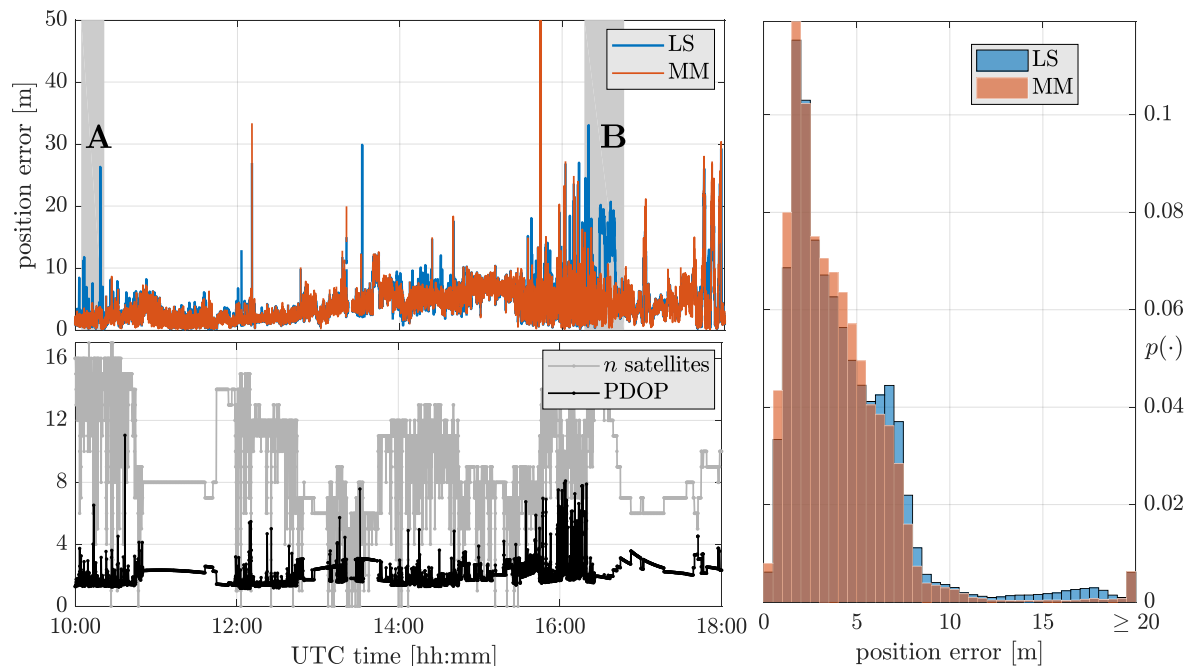 50
40
30
20
10
0
position error [m]
A
B
LS
MM
16
12
8
4
0
n satellites
PDOP
10:00
12:00
14:00
16:00
18:00
UTC time [hh:mm]
LS
MM
0.1
0.08
0.06
p(·)
0.04
0.02
0
0
5
10
15
≥ 20
position error [m]